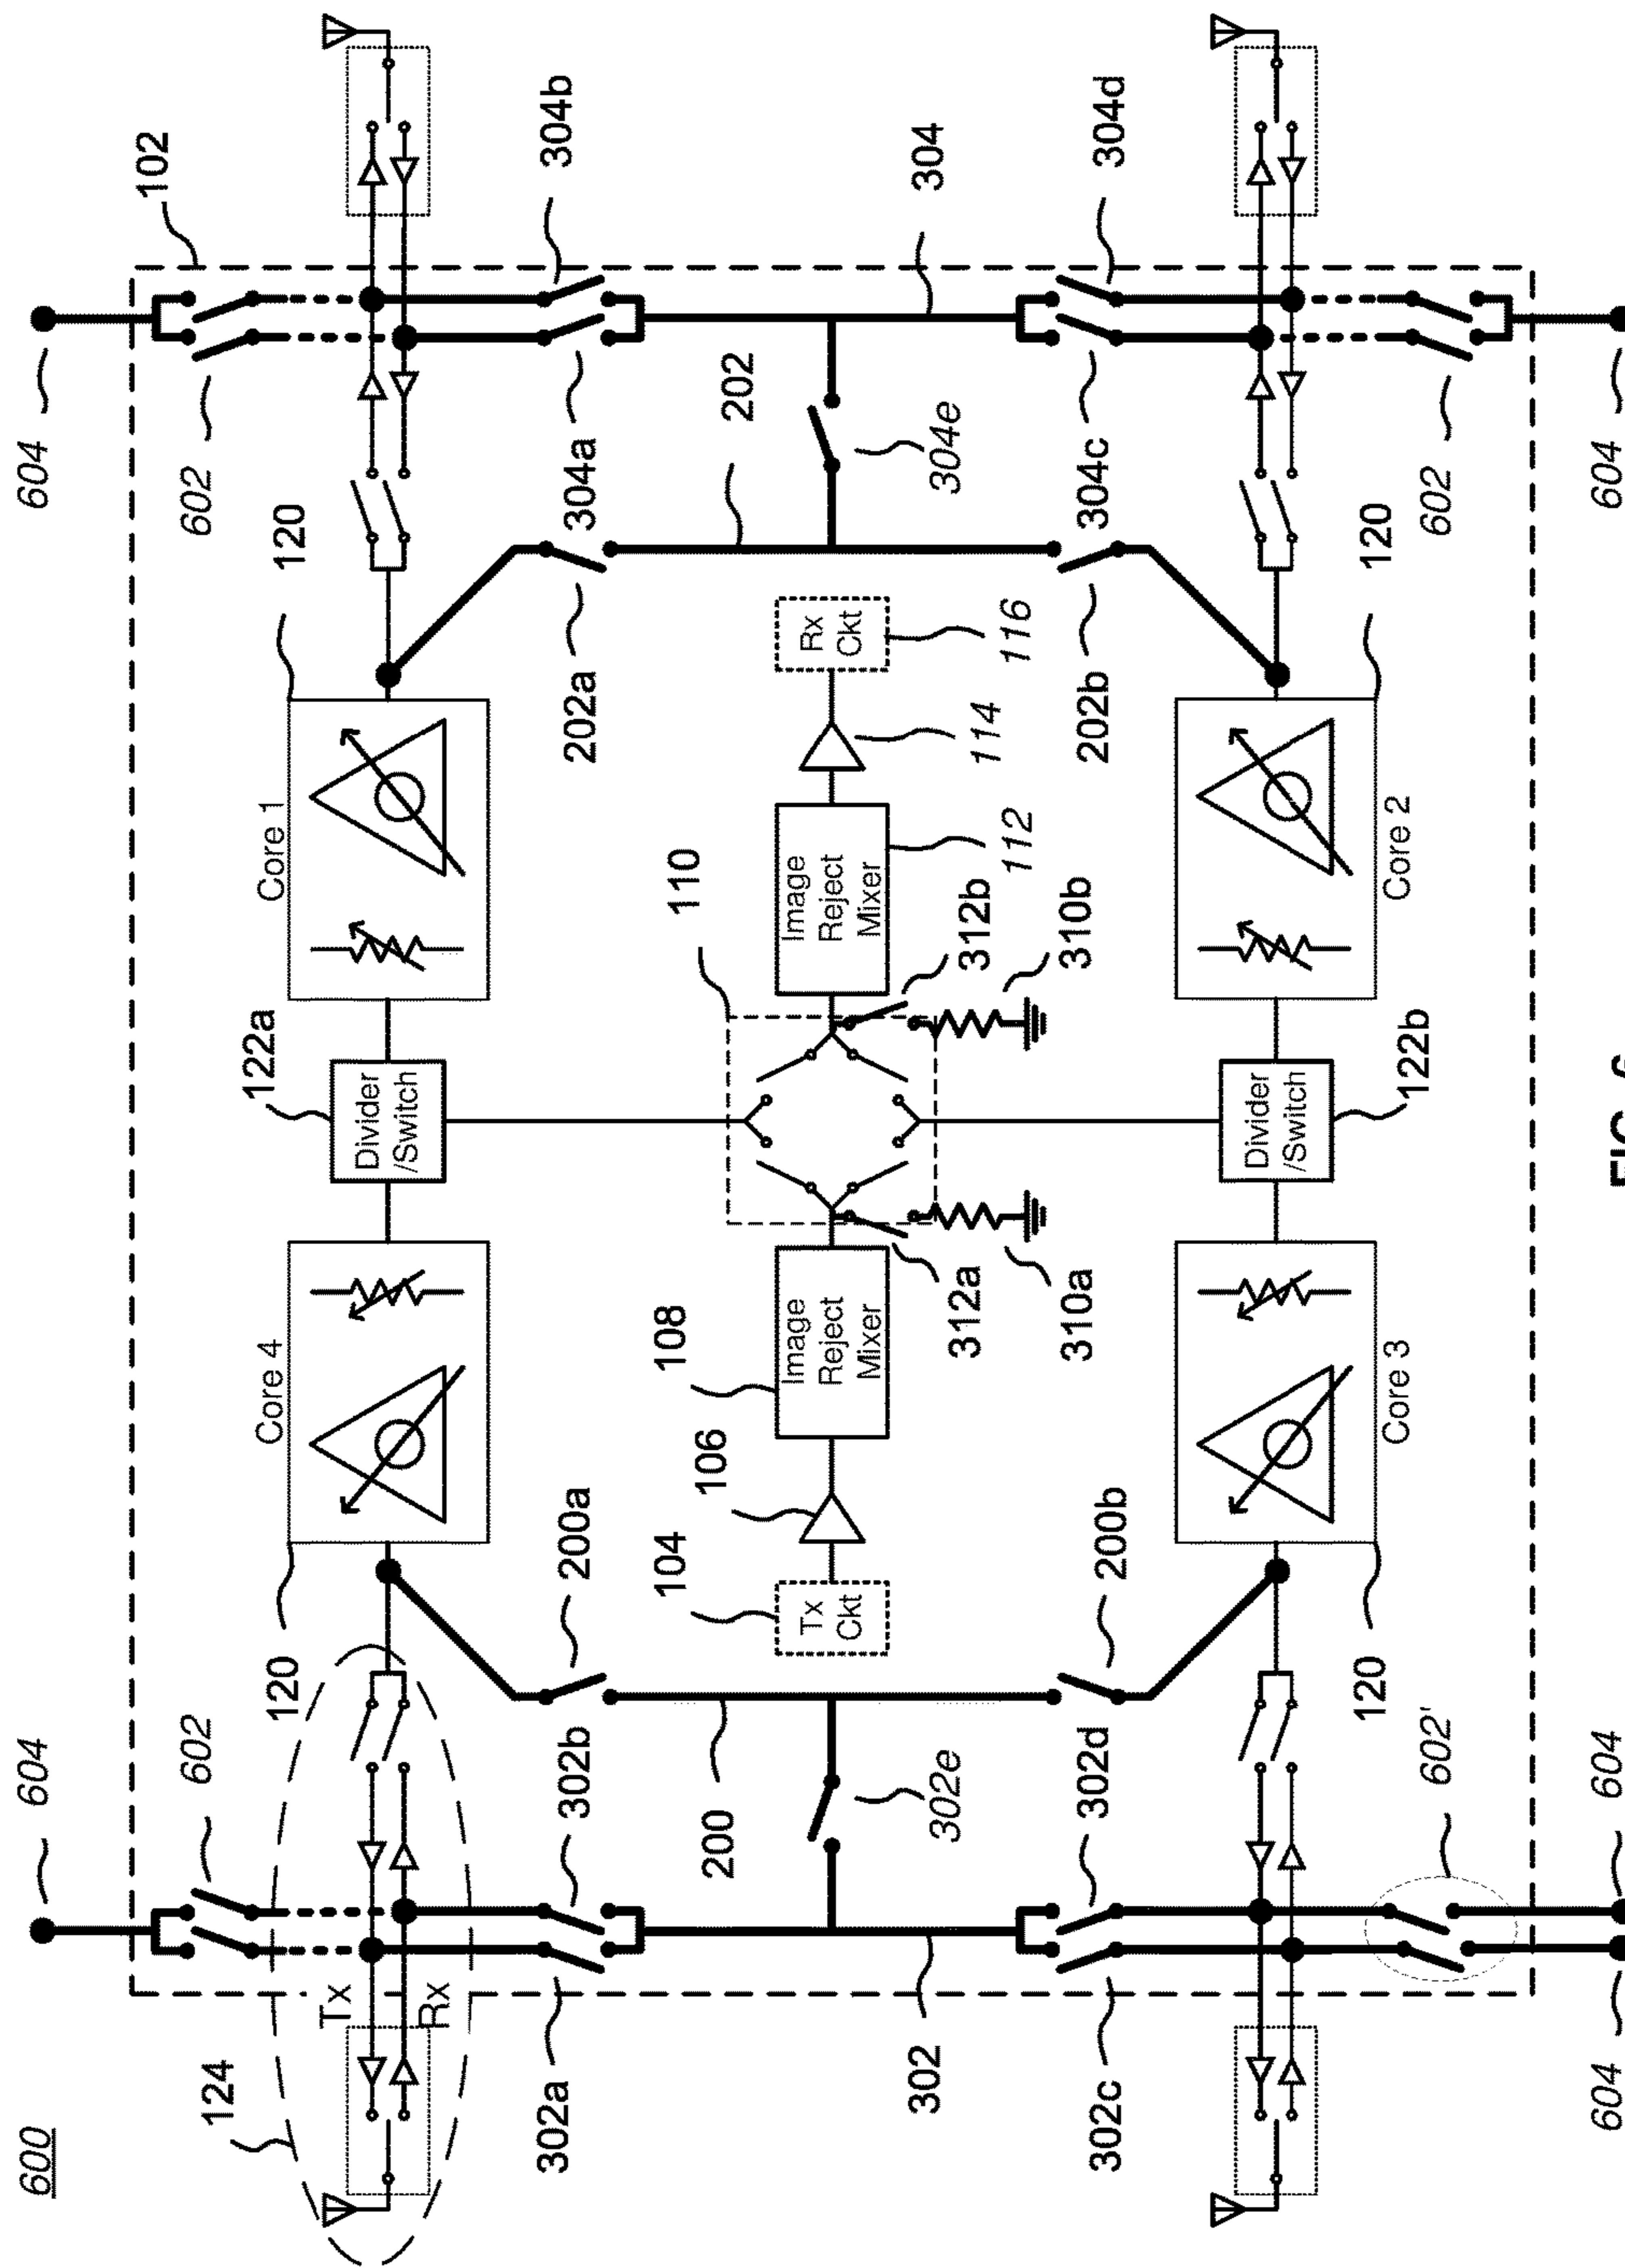 600
604
604
102
124
602
602
Core 4
122a
Core 1
120
120
Tx
Rx
Divider
/Switch
302a
302b
200a
202a
304a
304b
104
106
108
110
200
202
Tx
Ckt
Image
Reject
Mixer
Image
Reject
Mixer
Rx
Ckt
302
302e
312a
312b
112
114
116
304e
304
310a
310b
302c
302d
200b
202b
304c
304d
Divider
/Switch
Core 3
Core 2
120
122b
120
602'
602
604
604
604